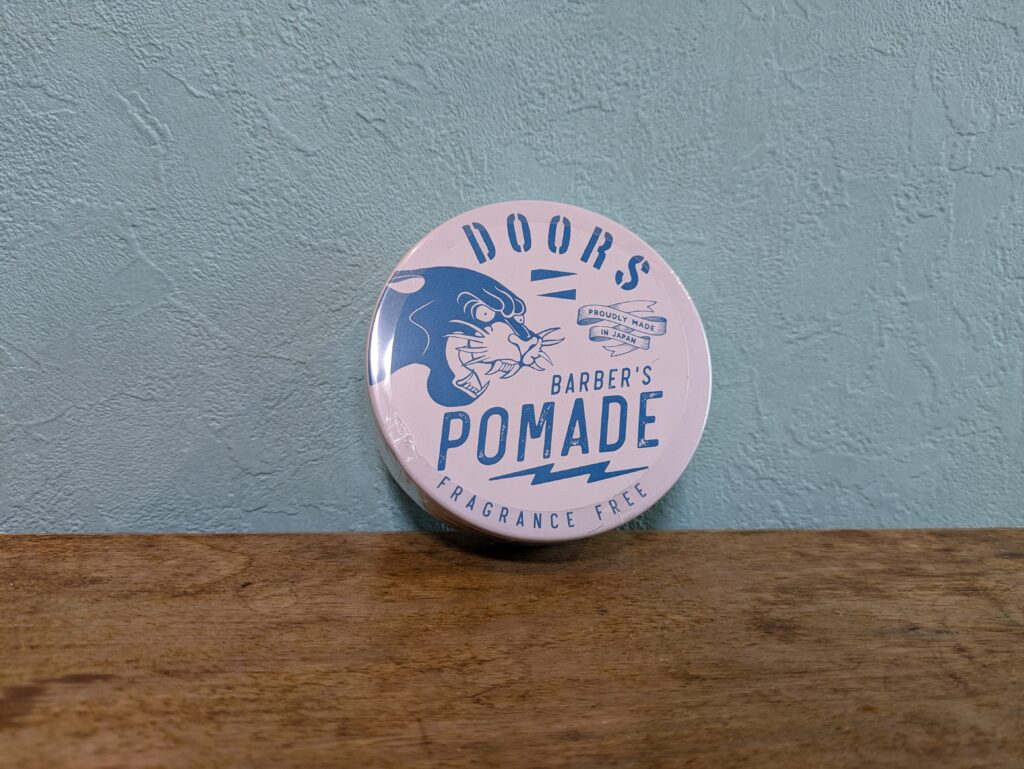 DOORS
PROUDLY MADE
IN JAPAN
BARBER'S
POMADE
FRAGRANCE FREE